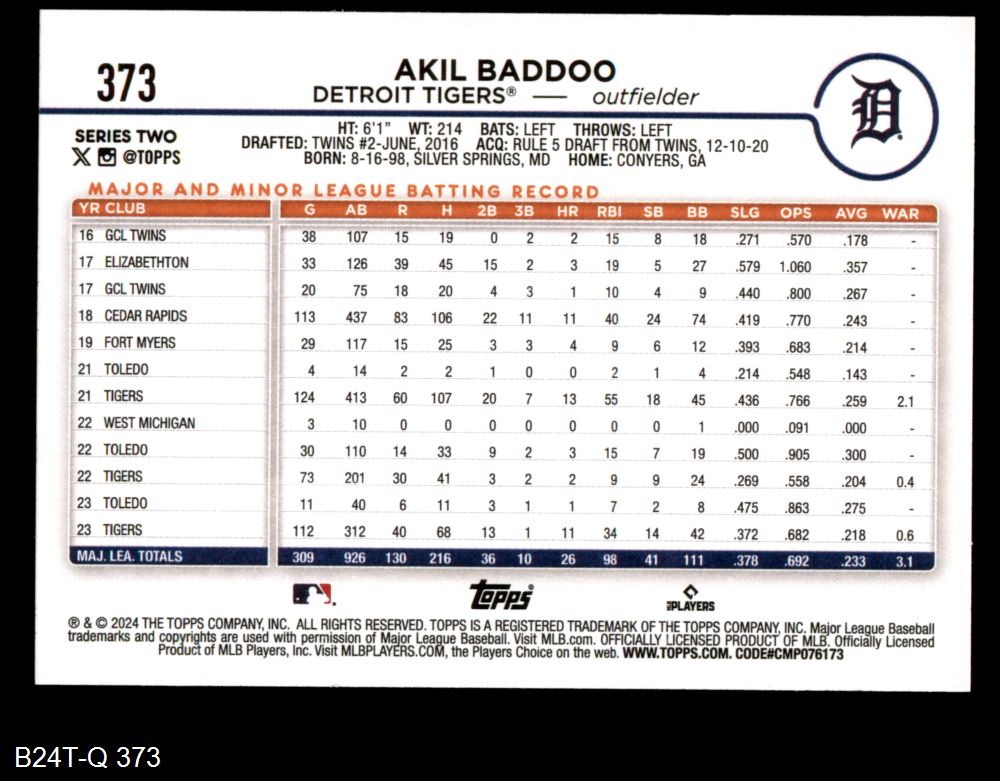 373
AKIL BADDOO
DETROIT TIGERS® — outfielder
D
SERIES TWO
X @TOPPS
HT: 6'1" WT: 214 BATS: LEFT THROWS: LEFT
DRAFTED: TWINS #2-JUNE, 2016 ACQ: RULE 5 DRAFT FROM TWINS, 12-10-20
BORN: 8-16-98, SILVER SPRINGS, MD HOME: CONYERS, GA
MAJOR AND MINOR LEAGUE BATTING RECORD
YR CLUB G AB R H 2B 3B HR RBI SB BB SLG OPS AVG WAR
16 GCL TWINS 38 107 15 19 0 2 2 15 8 18 .271 .570 .178 -
17 ELIZABETHTON 33 126 39 45 15 2 3 19 5 27 .579 1.060 .357 -
17 GCL TWINS 20 75 18 20 4 3 1 10 4 9 .440 .800 .267 -
18 CEDAR RAPIDS 113 437 83 106 22 11 11 40 24 74 .419 .770 .243 -
19 FORT MYERS 29 117 15 25 3 3 4 9 6 12 .393 .683 .214 -
21 TOLEDO 4 14 2 2 1 0 0 2 1 4 .214 .548 .143 -
21 TIGERS 124 413 60 107 20 7 13 55 18 45 .436 .766 .259 2.1
22 WEST MICHIGAN 3 10 0 0 0 0 0 0 0 1 .000 .091 .000 -
22 TOLEDO 30 110 14 33 9 2 3 15 7 19 .500 .905 .300 -
22 TIGERS 73 201 30 41 3 2 2 9 9 24 .269 .558 .204 0.4
23 TOLEDO 11 40 6 11 3 1 1 7 2 8 .475 .863 .275 -
23 TIGERS 112 312 40 68 13 1 11 34 14 42 .372 .682 .218 0.6
MAJ. LEA. TOTALS 309 926 130 216 36 10 26 98 41 111 .378 .692 .233 3.1
Topps®
MLB PLAYERS
® & © 2024 THE TOPPS COMPANY, INC. ALL RIGHTS RESERVED. TOPPS IS A REGISTERED TRADEMARK OF THE TOPPS COMPANY, INC. Major League Baseball
trademarks and copyrights are used with permission of Major League Baseball. Visit MLB.com. OFFICIALLY LICENSED PRODUCT OF MLB. Officially Licensed
Product of MLB Players, Inc. Visit MLBPLAYERS.COM, the Players Choice on the web. WWW.TOPPS.COM. CODE#CMP076173
B24T-Q 373